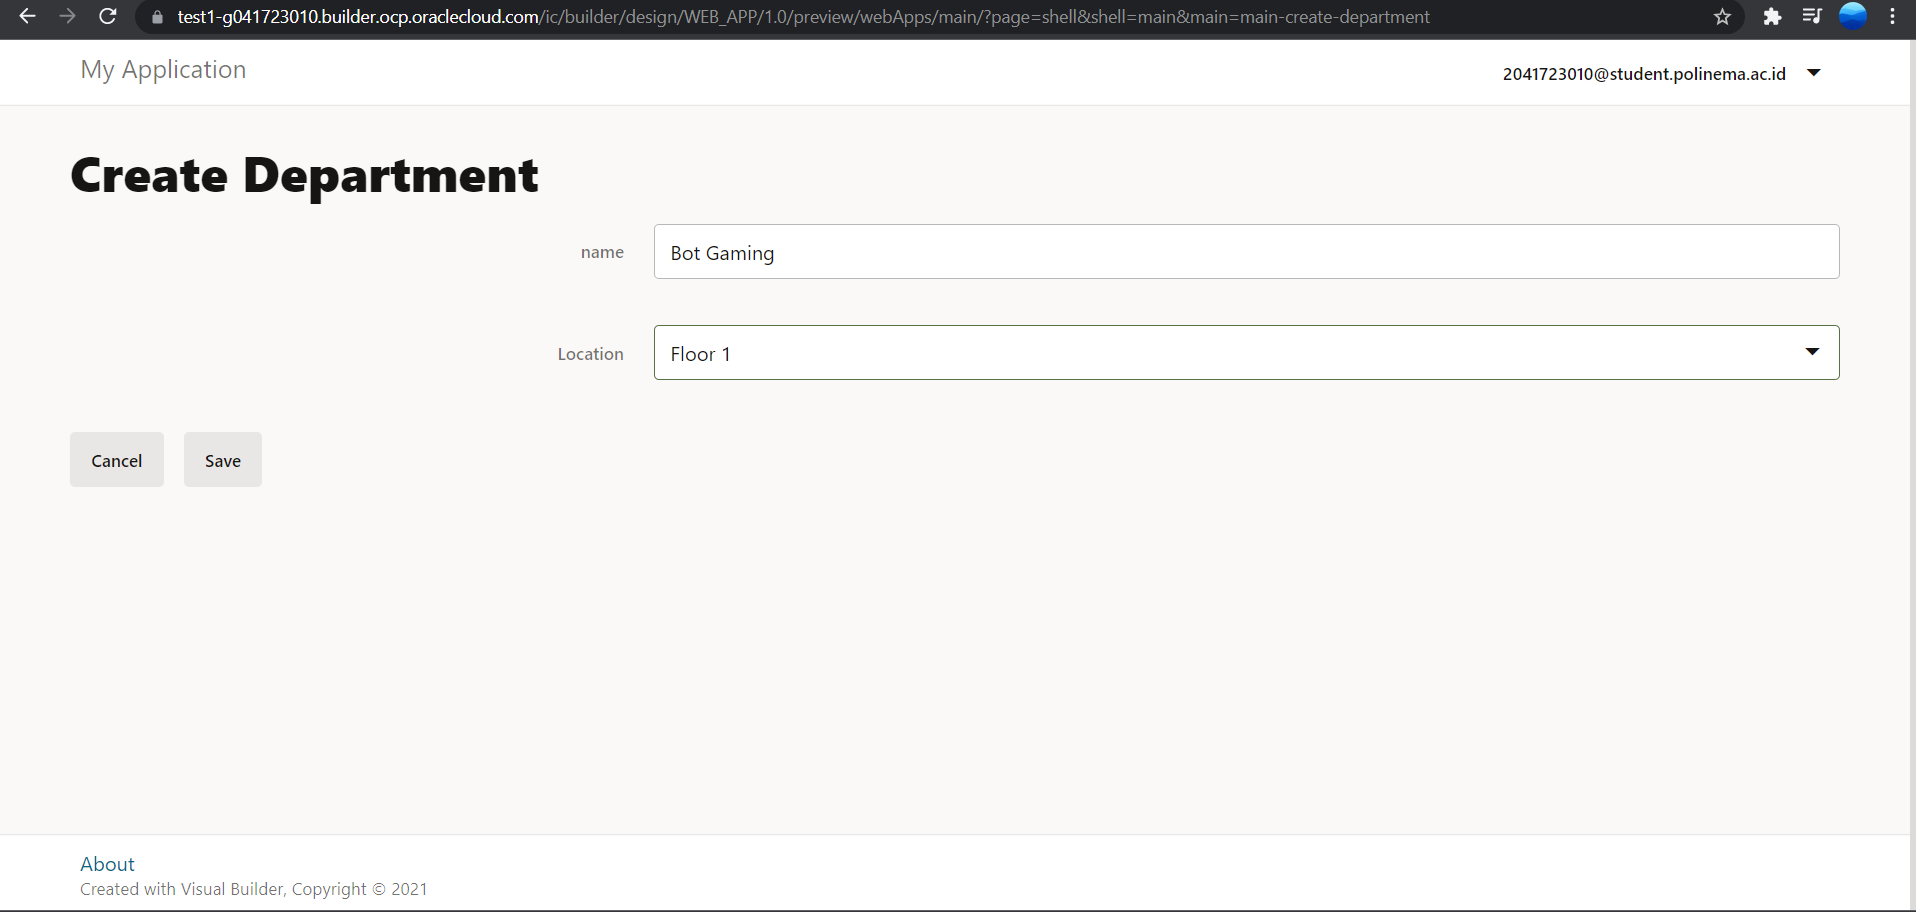 test1-g041723010.builder.ocp.oraclecloud.com/ic/builder/design/WEB_APP/1.0/preview/webApps/main/?page=shell&shell=main&main=main-create-department
My Application
2041723010@student.polinema.ac.id
Create Department
name
Bot Gaming
Location
Floor 1
Cancel
Save
About
Created with Visual Builder, Copyright © 2021